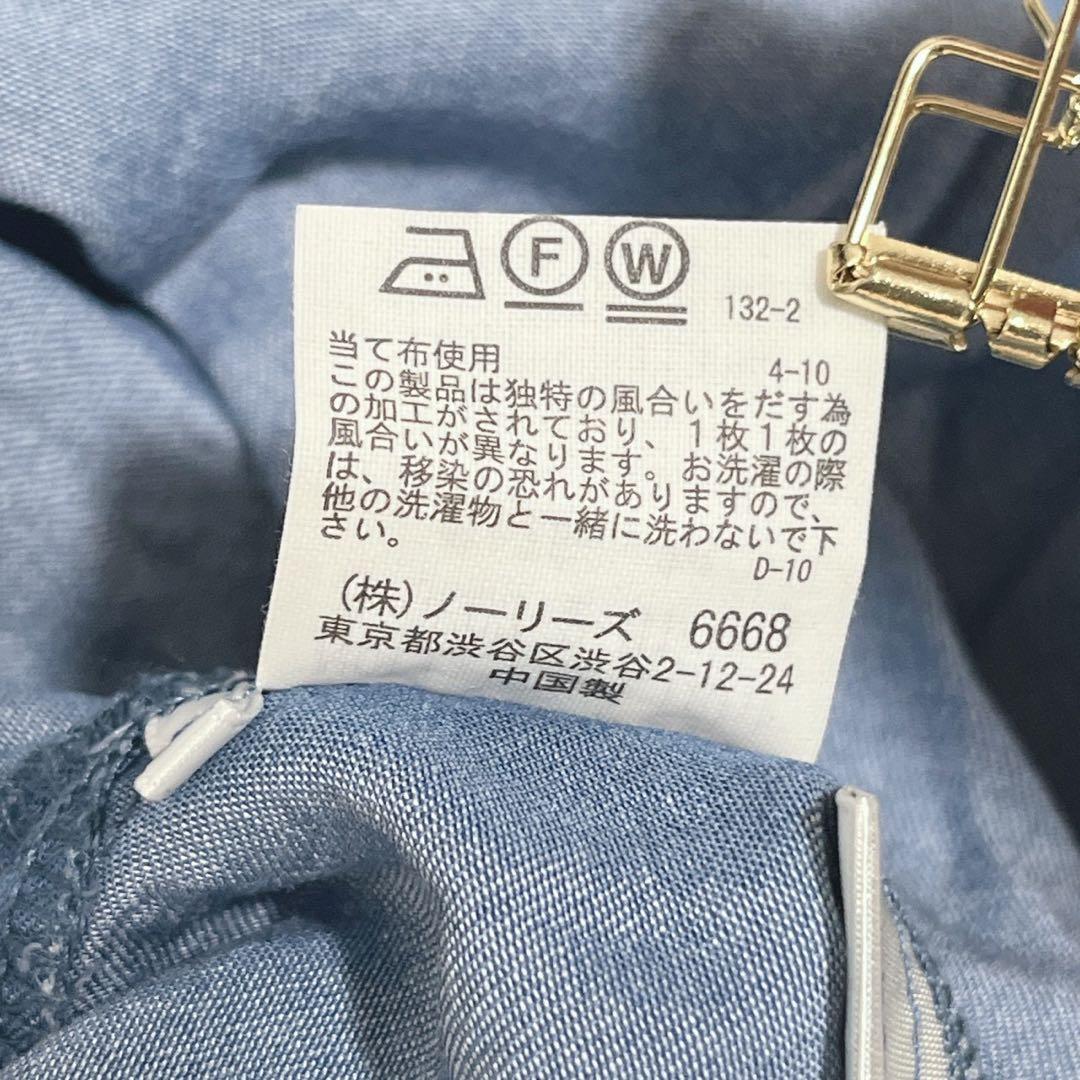 F W 132-2
当て布使用 4-10
この製品は独特の風合いをだす為
の加工がされており、1枚1枚の
風合いが異なります。お洗濯の際
は、移染の恐れがありますので、
他の洗濯物と一緒に洗わないで下
さい。 D-10
(株)ノーリーズ 6668
東京都渋谷区渋谷2-12-24
中国製